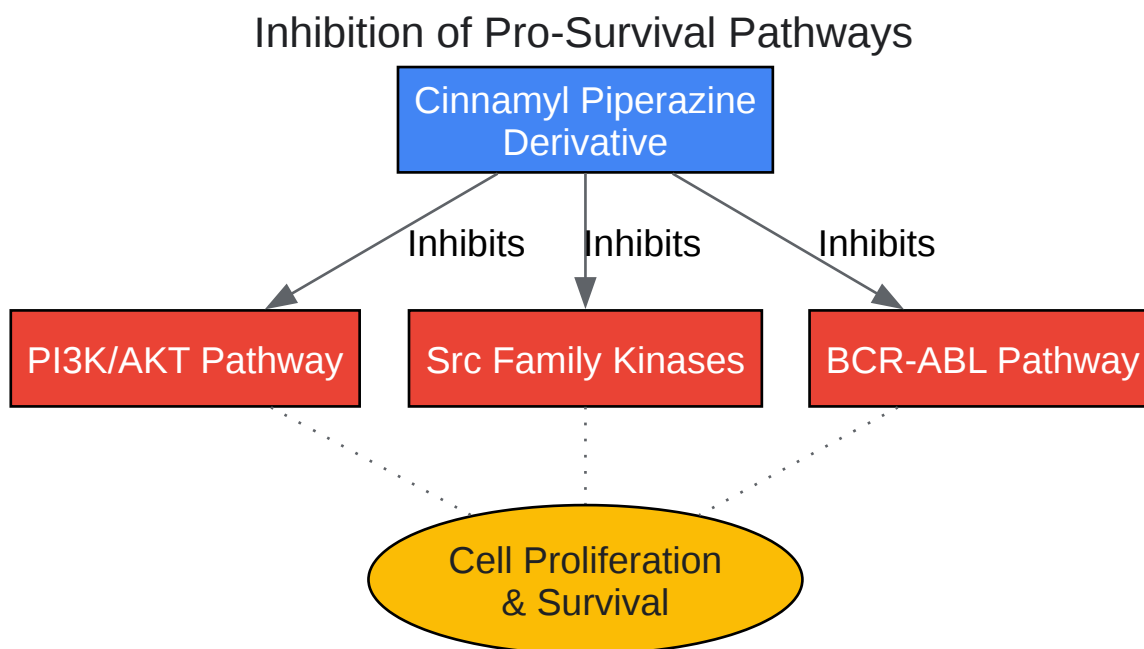 Inhibition of Pro-Survival Pathways
Cinnamyl Piperazine
Derivative
Inhibits
Inhibits
Inhibits
PI3K/AKT Pathway
Src Family Kinases
BCR-ABL Pathway
Cell Proliferation
& Survival